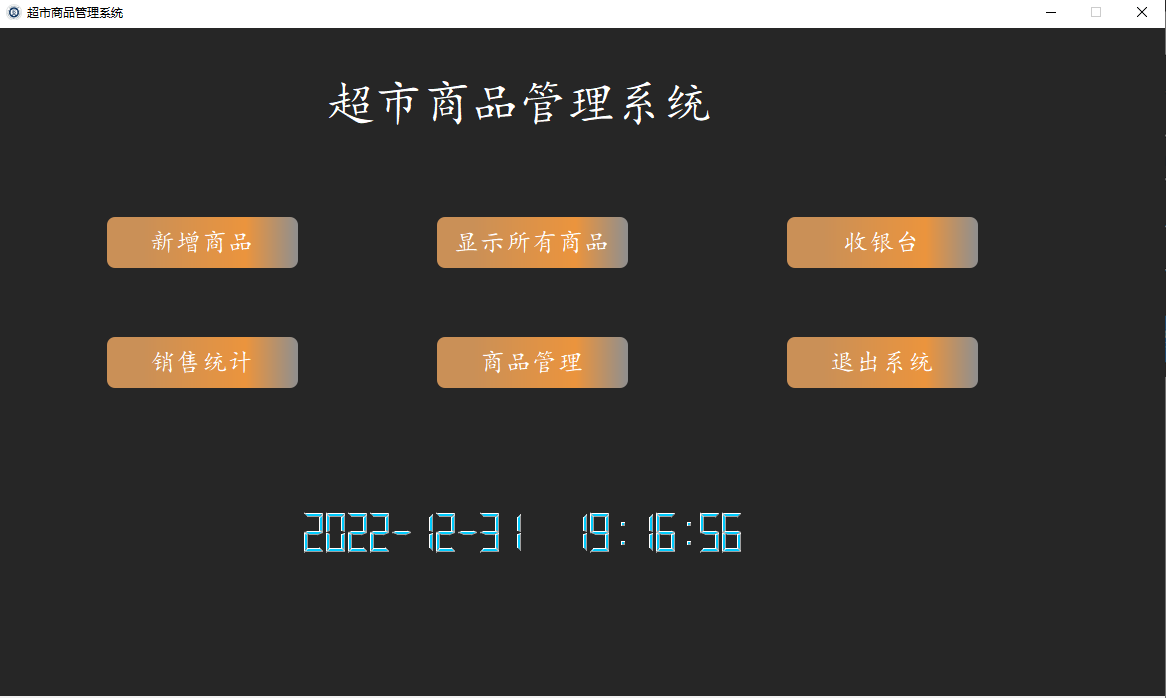 超市商品管理系统
超市商品管理系统
新增商品 显示所有商品 收银台
销售统计 商品管理 退出系统
2022-12-31 19:16:56